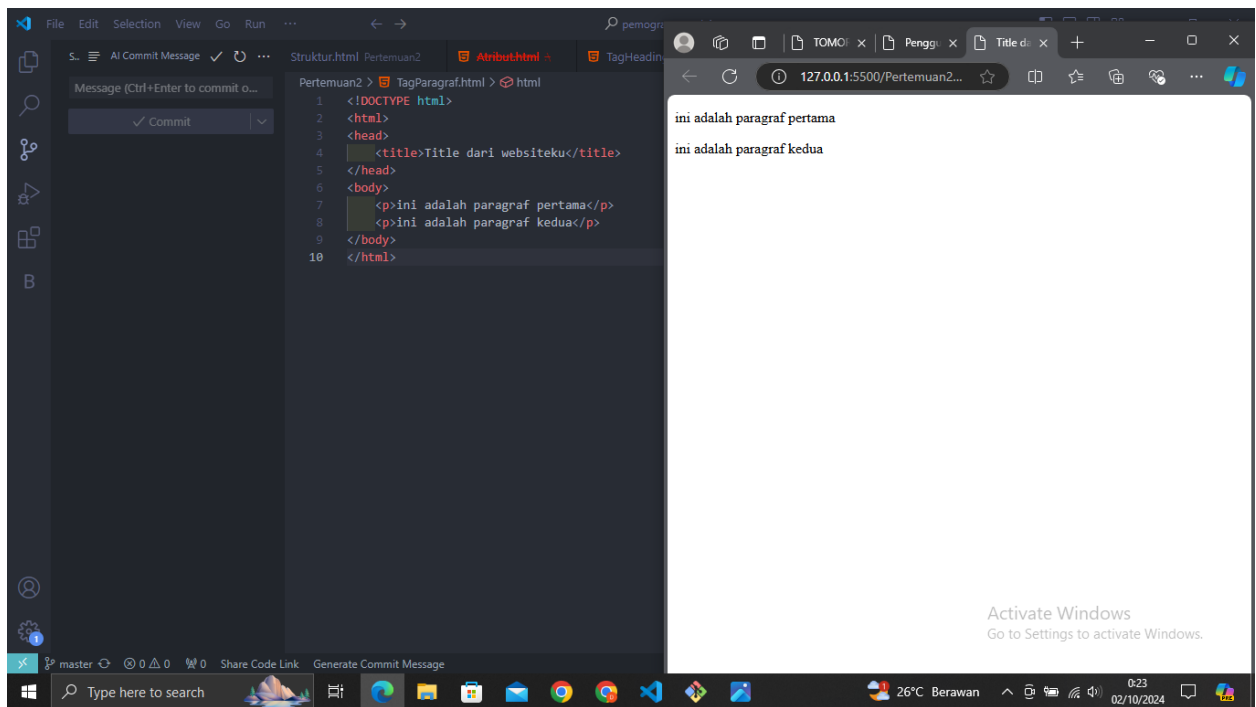 File Edit Selection View Go Run ··· pemogra
S.. AI Commit Message ···
Message (Ctrl+Enter to commit o...
Commit
Struktur.html Pertemuan2 Atribut.html TagHeading
Pertemuan2 > TagParagraf.html > html
1 <!DOCTYPE html>
2 <html>
3 <head>
4 <title>Title dari websiteku</title>
5 </head>
6 <body>
7 <p>ini adalah paragraf pertama</p>
8 <p>ini adalah paragraf kedua</p>
9 </body>
10 </html>
B
1
master 0 0 0 Share Code Link Generate Commit Message
TOMO Penggu Title da
127.0.0.1:5500/Pertemuan2...
ini adalah paragraf pertama
ini adalah paragraf kedua
Activate Windows
Go to Settings to activate Windows.
Type here to search
26°C Berawan
0:23
02/10/2024
PRE